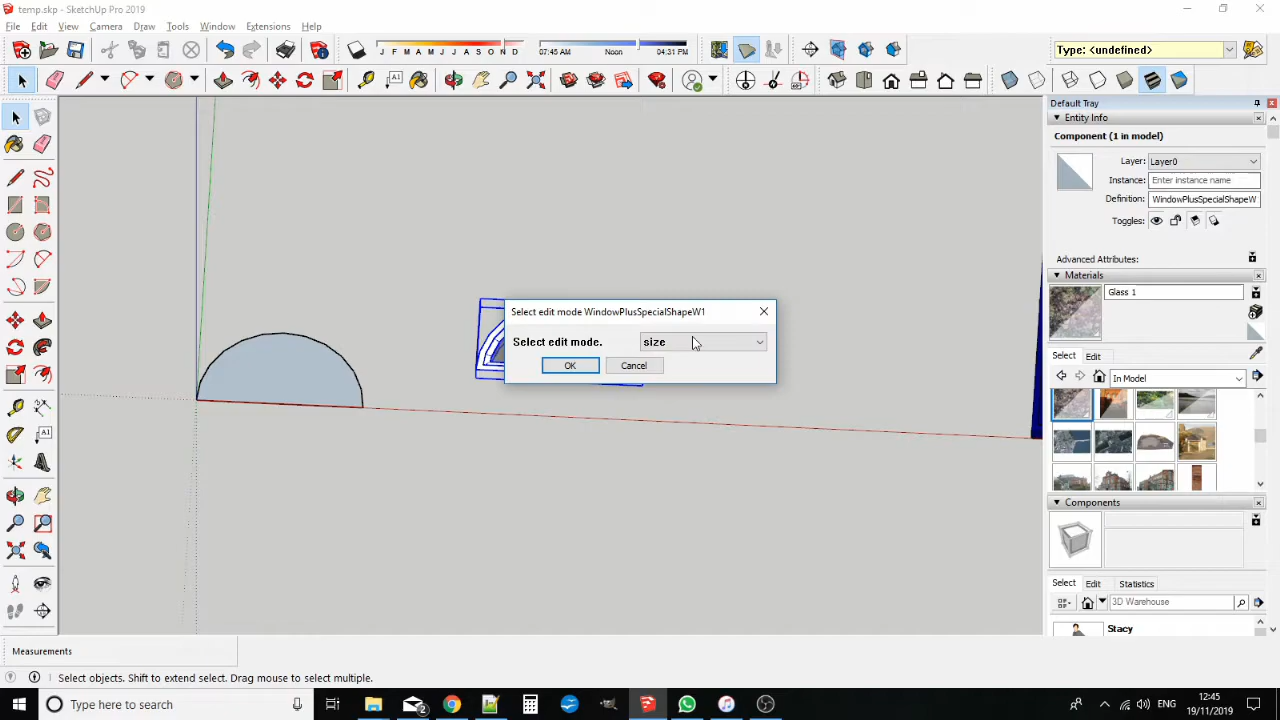 temp.skp - SketchUp Pro 2019
File Edit View Camera Draw Tools Window Extensions Help
J F M A M J J A S O N D
07:45 AM Noon 04:31 PM
Type: <undefined>
Default Tray
Entity Info
Component (1 in model)
Layer: Layer0
Instance: Enter instance name
Definition: WindowPlusSpecialShapeW
Toggles:
Advanced Attributes:
Materials
Glass 1
Select Edit
In Model
Components
Select Edit Statistics
3D Warehouse
Stacy
Select edit mode WindowPlusSpecialShapeW1
Select edit mode. size
OK Cancel
Measurements
Select objects. Shift to extend select. Drag mouse to select multiple.
Type here to search
2
ENG
12:45
19/11/2019